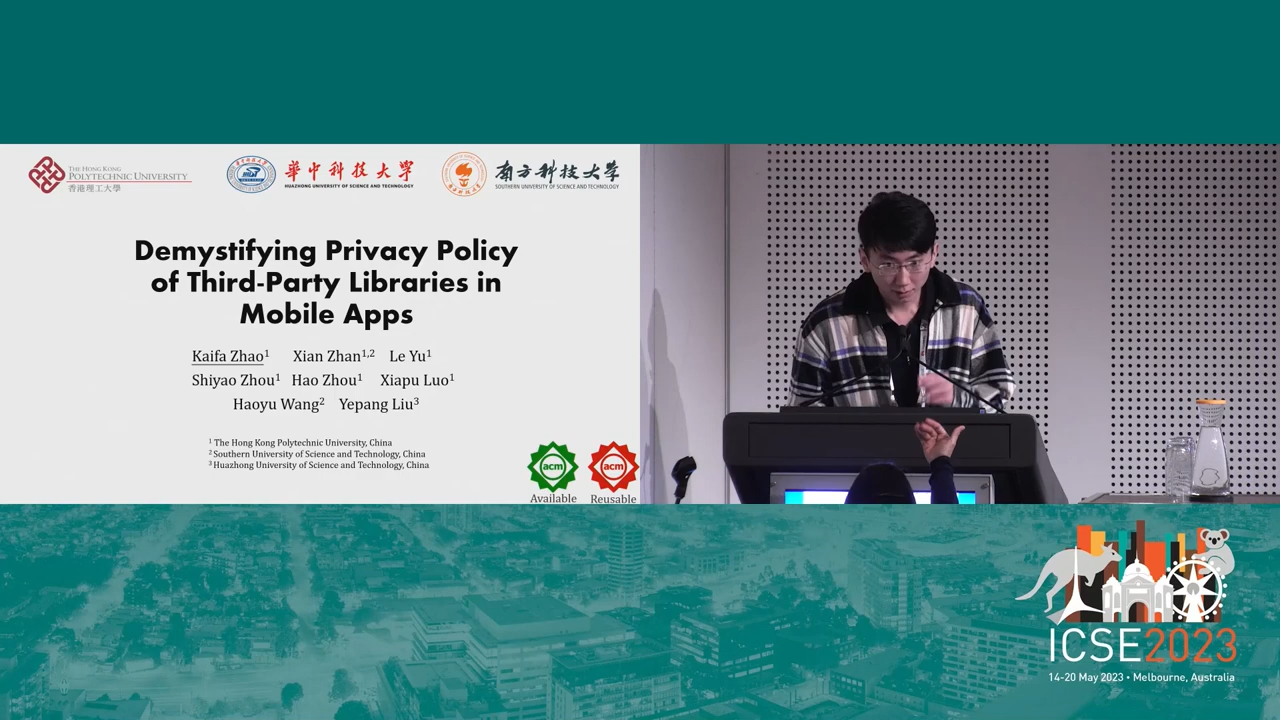 THE HONG KONG
POLYTECHNIC UNIVERSITY
香港理工大學
華中科技大學
HUAZHONG UNIVERSITY OF SCIENCE AND TECHNOLOGY
南方科技大学
SOUTHERN UNIVERSITY OF SCIENCE AND TECHNOLOGY
Demystifying Privacy Policy
of Third-Party Libraries in
Mobile Apps
Kaifa Zhao¹ Xian Zhan¹,² Le Yu¹
Shiyao Zhou¹ Hao Zhou¹ Xiapu Luo¹
Haoyu Wang² Yepang Liu³
¹ The Hong Kong Polytechnic University, China
² Southern University of Science and Technology, China
³ Huazhong University of Science and Technology, China
acm
Available
acm
Reusable
ICSE2023
14-20 May 2023 • Melbourne, Australia